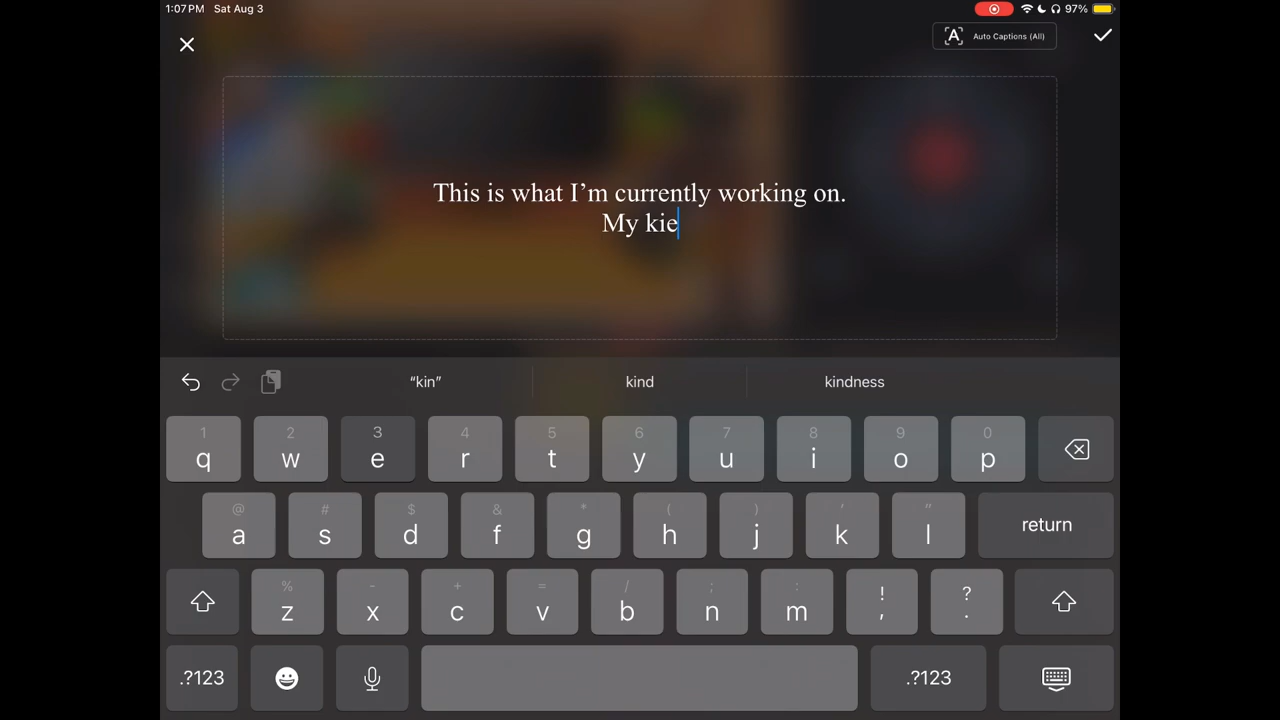 1:07 PM Sat Aug 3
97%
Auto Captions (All)
This is what I’m currently working on.
My kie
“kin” kind kindness
1 2 3 4 5 6 7 8 9 0
q w e r t y u i o p
@ # $ & * ( ) ' "
a s d f g h j k l return
% - + = / ; : ! ?
z x c v b n m , .
.?123 .?123